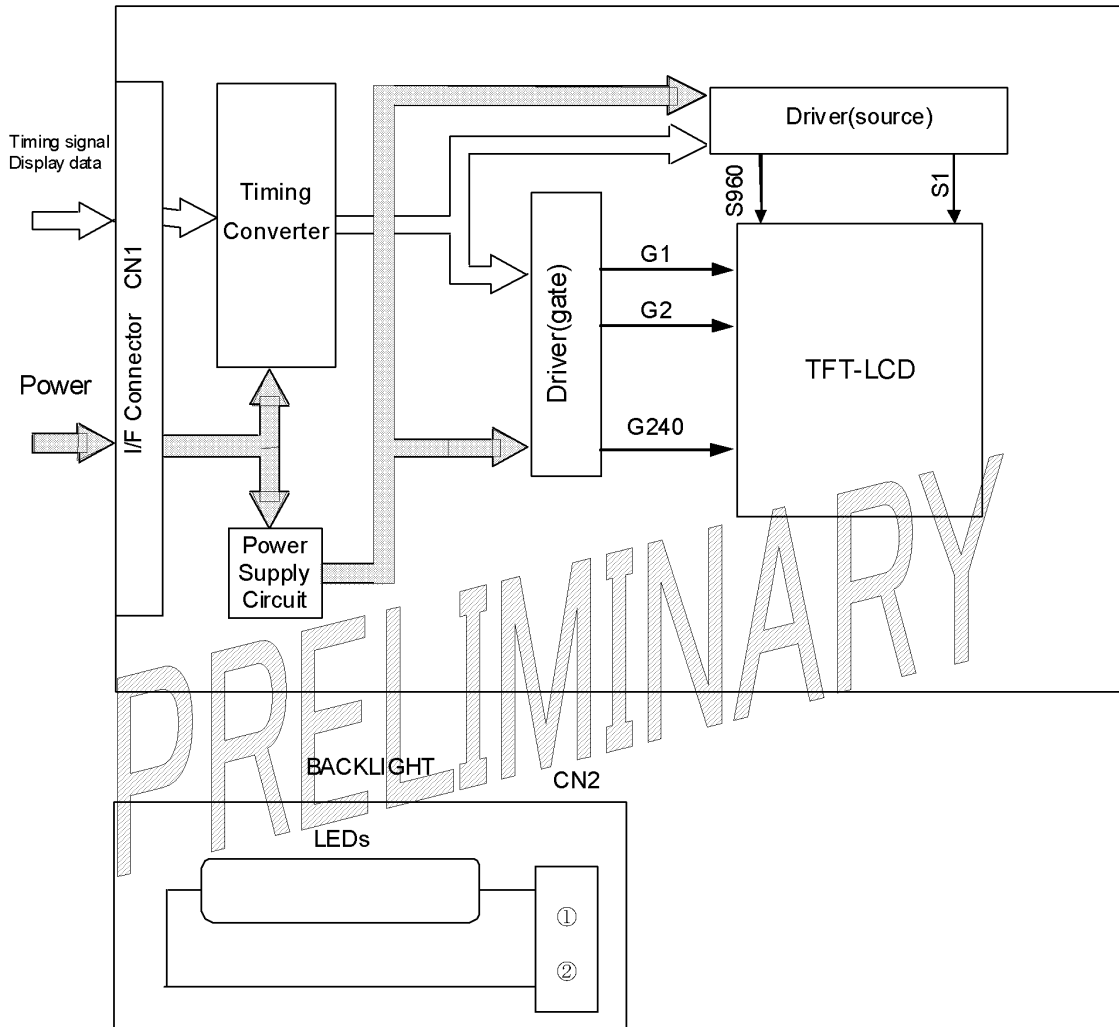 Timing signal
Display data
Power
I/F Connector CN1
Timing
Converter
Power
Supply
Circuit
Driver(source)
S960
S1
Driver(gate)
G1
G2
G240
TFT-LCD
PRELIMINARY
BACKLIGHT
CN2
LEDs
①
②